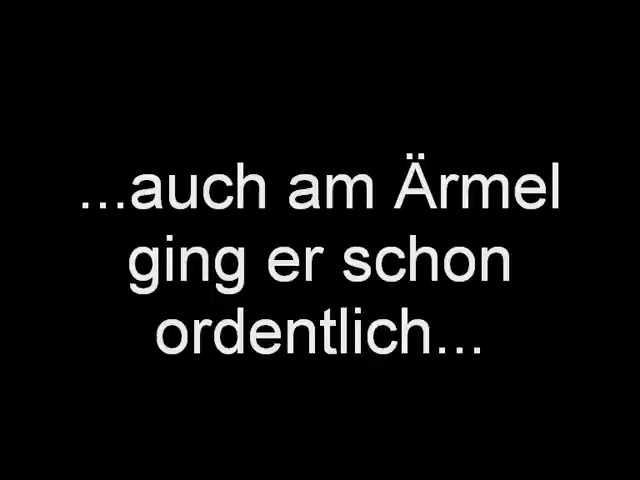 ...auch am Ärmel
ging er schon
ordentlich...